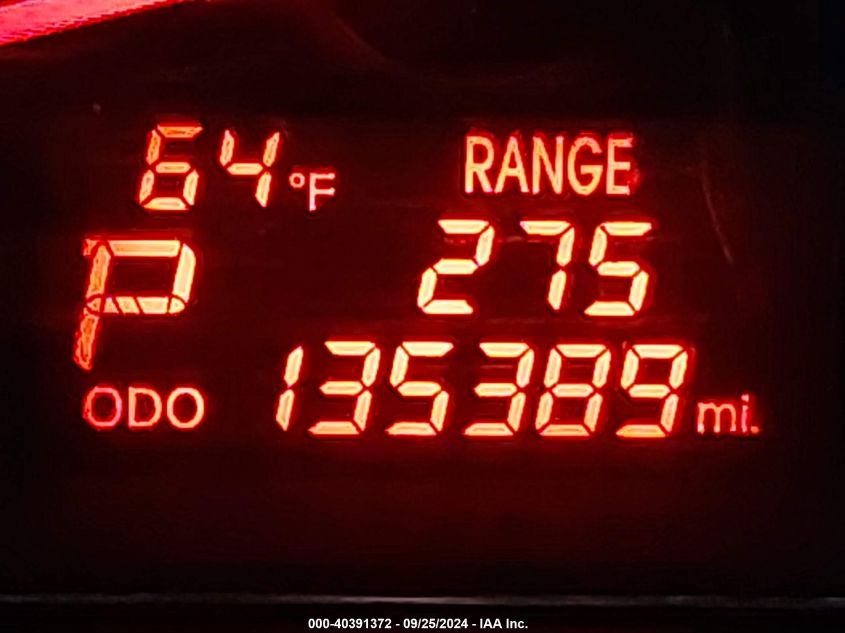 64°F
RANGE
P
275
ODO 135389 mi.
000-40391372 - 09/25/2024 - IAA Inc.